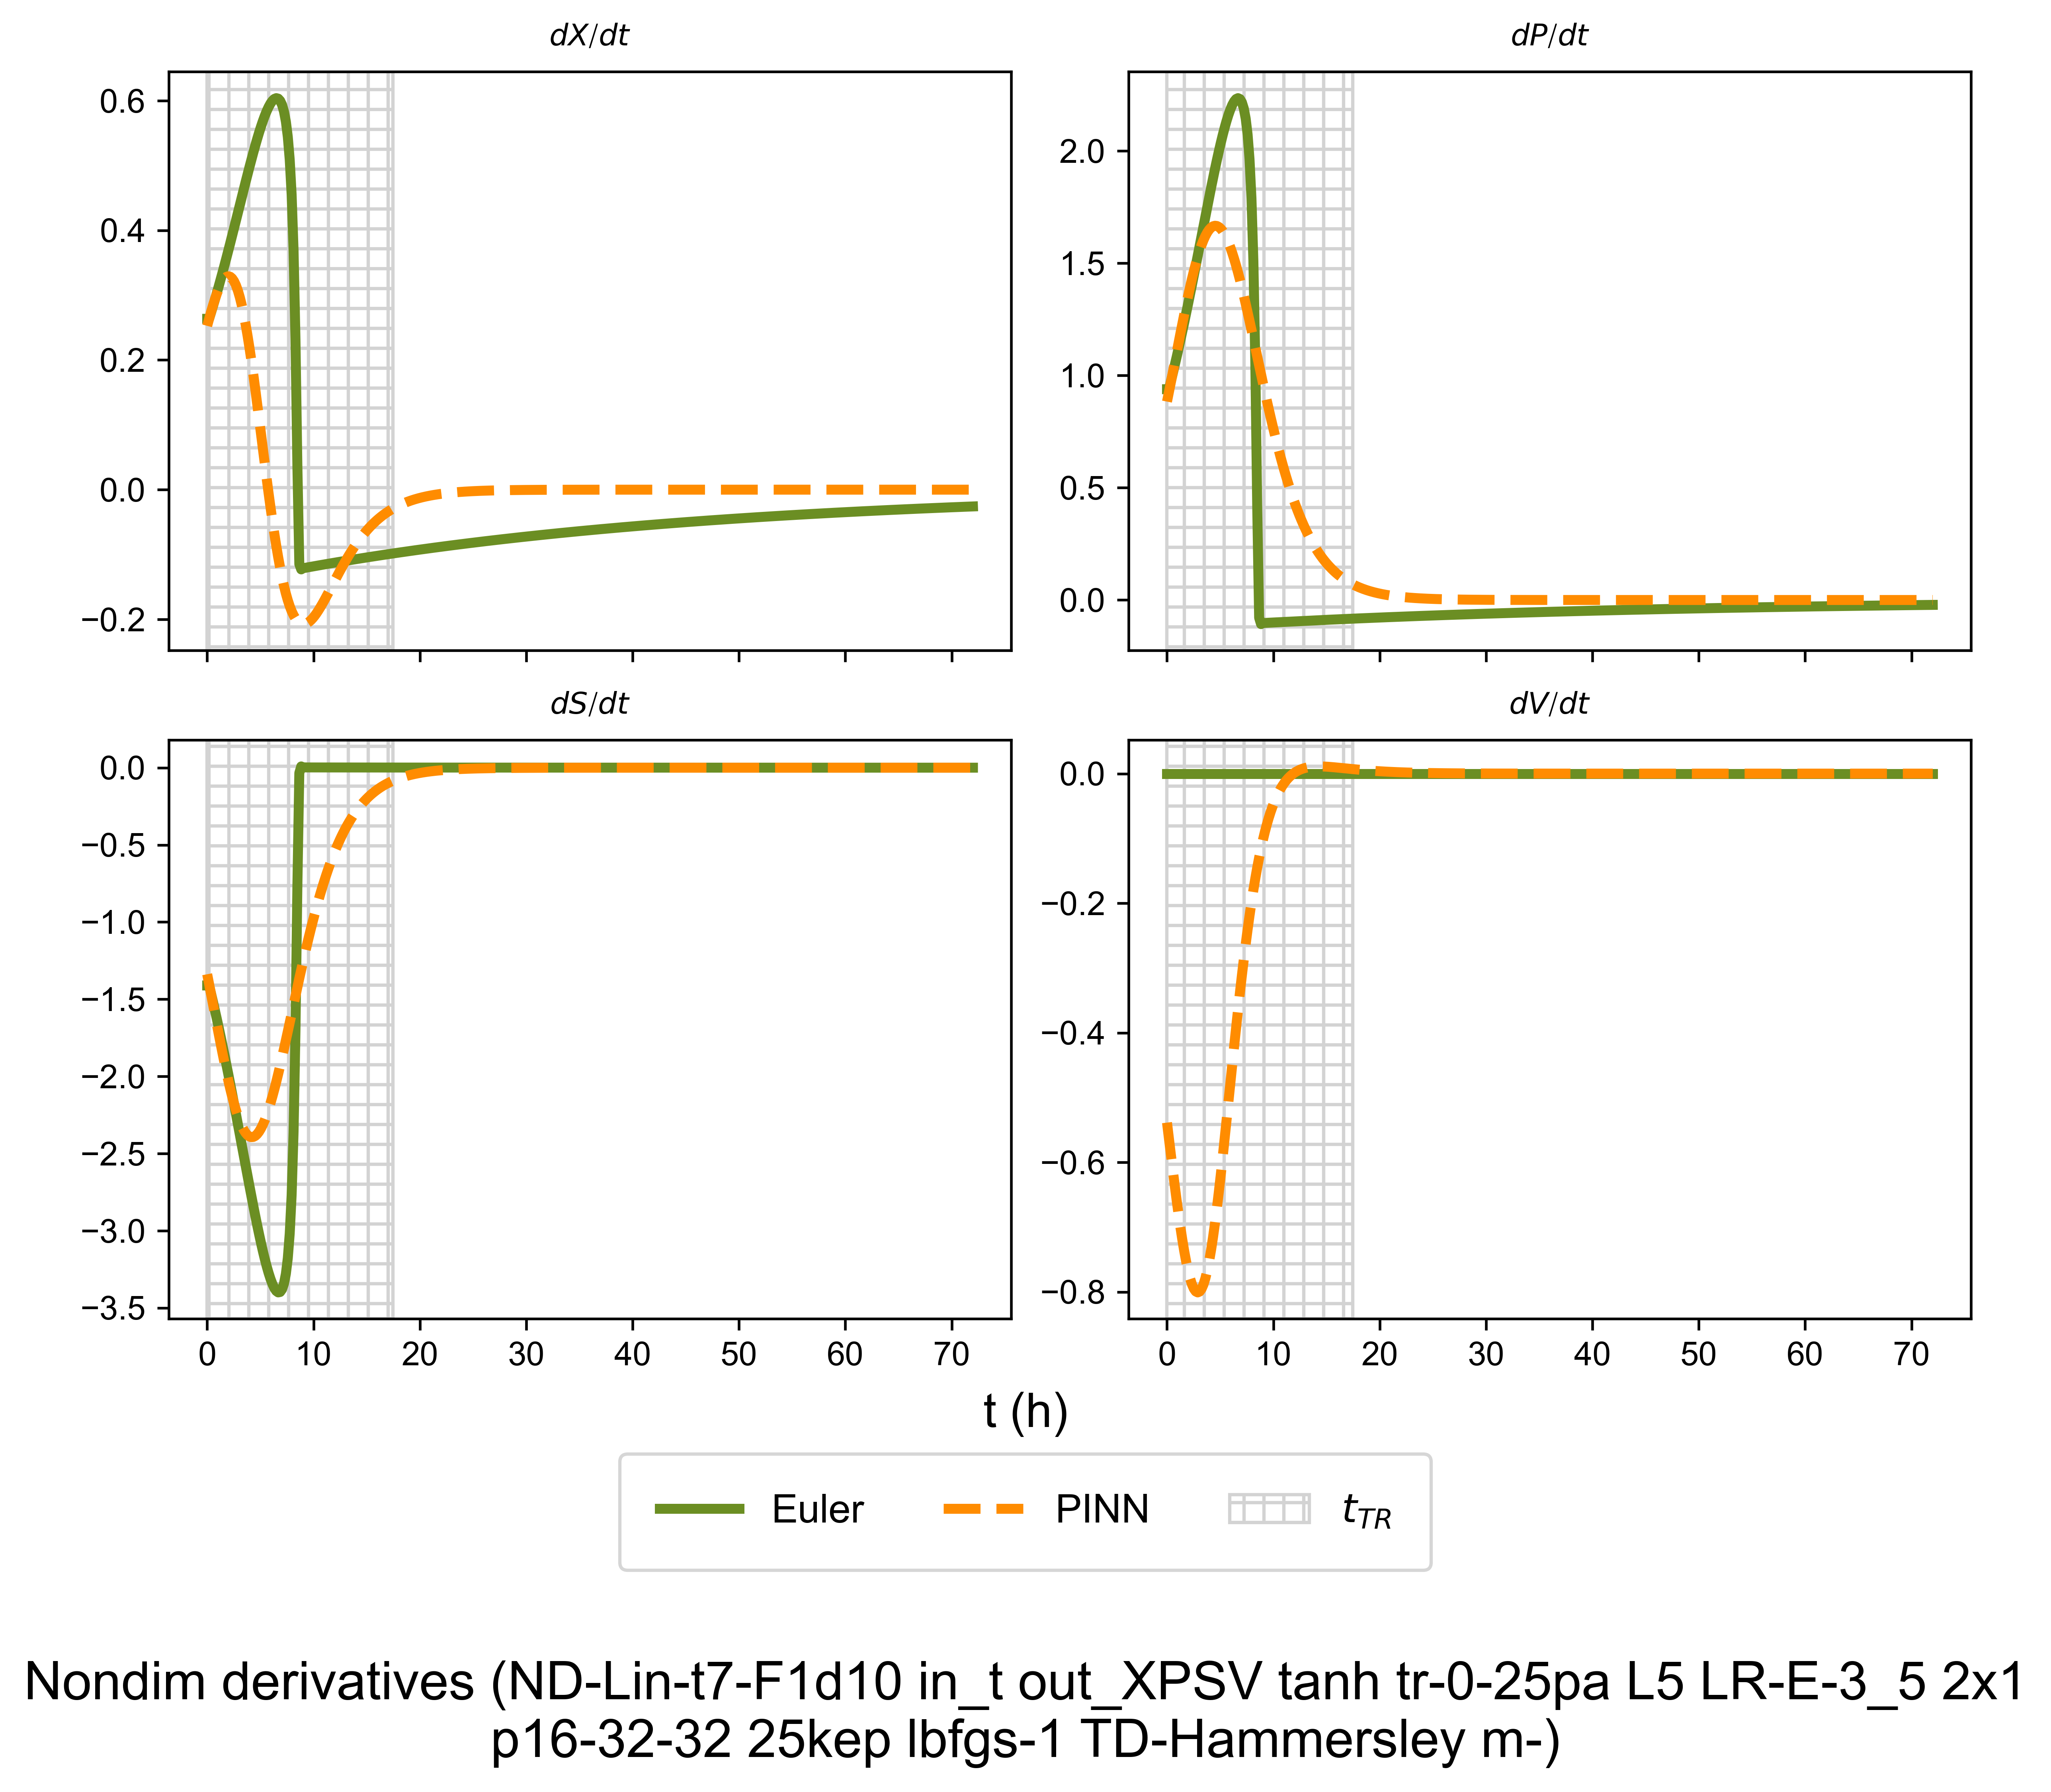 dX/dt
dP/dt
0.6
0.4
0.2
0.0
−0.2
2.0
1.5
1.0
0.5
0.0
dS/dt
dV/dt
0.0
−0.5
−1.0
−1.5
−2.0
−2.5
−3.0
−3.5
0.0
−0.2
−0.4
−0.6
−0.8
0 10 20 30 40 50 60 70
0 10 20 30 40 50 60 70
t (h)
Euler PINN t_TR
Nondim derivatives (ND-Lin-t7-F1d10 in_t out_XPSV tanh tr-0-25pa L5 LR-E-3_5 2x1
p16-32-32 25kep lbfgs-1 TD-Hammersley m-)